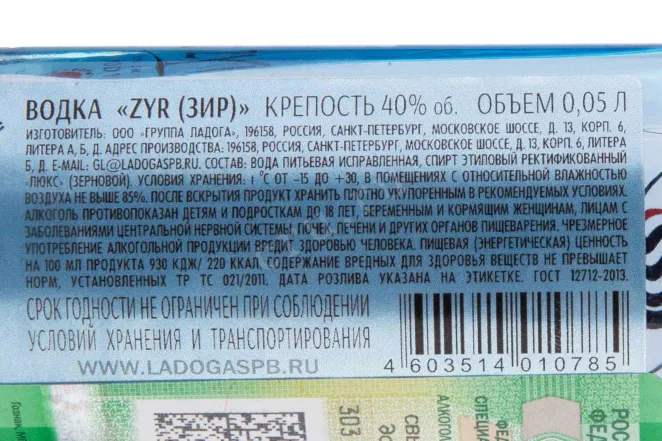 ВОДКА «ZYR (ЗИР)» КРЕПОСТЬ 40% об. ОБЪЕМ 0,05 Л
ИЗГОТОВИТЕЛЬ: ООО «ГРУППА ЛАДОГА», 196158, РОССИЯ, САНКТ-ПЕТЕРБУРГ, МОСКОВСКОЕ ШОССЕ, Д. 13, КОРП. 6,
ЛИТЕРА А, Б, Д. АДРЕС ПРОИЗВОДСТВА: 196158, РОССИЯ, САНКТ-ПЕТЕРБУРГ, МОСКОВСКОЕ ШОССЕ, Д. 13, КОРП. 6, ЛИТЕРА
Б, Д. E-MAIL: GL@LADOGASPB.RU. СОСТАВ: ВОДА ПИТЬЕВАЯ ИСПРАВЛЕННАЯ, СПИРТ ЭТИЛОВЫЙ РЕКТИФИКОВАННЫЙ
«ЛЮКС» (ЗЕРНОВОЙ). УСЛОВИЯ ХРАНЕНИЯ: t °С ОТ –15 ДО +30, В ПОМЕЩЕНИЯХ С ОТНОСИТЕЛЬНОЙ ВЛАЖНОСТЬЮ
ВОЗДУХА НЕ ВЫШЕ 85%. ПОСЛЕ ВСКРЫТИЯ ПРОДУКТ ХРАНИТЬ ПЛОТНО УКУПОРЕННЫМ В РЕКОМЕНДУЕМЫХ УСЛОВИЯХ.
АЛКОГОЛЬ ПРОТИВОПОКАЗАН ДЕТЯМ И ПОДРОСТКАМ ДО 18 ЛЕТ, БЕРЕМЕННЫМ И КОРМЯЩИМ ЖЕНЩИНАМ, ЛИЦАМ С
ЗАБОЛЕВАНИЯМИ ЦЕНТРАЛЬНОЙ НЕРВНОЙ СИСТЕМЫ, ПОЧЕК, ПЕЧЕНИ И ДРУГИХ ОРГАНОВ ПИЩЕВАРЕНИЯ. ЧРЕЗМЕРНОЕ
УПОТРЕБЛЕНИЕ АЛКОГОЛЬНОЙ ПРОДУКЦИИ ВРЕДИТ ЗДОРОВЬЮ ЧЕЛОВЕКА. ПИЩЕВАЯ (ЭНЕРГЕТИЧЕСКАЯ) ЦЕННОСТЬ
НА 100 МЛ ПРОДУКТА 930 КДЖ/ 220 ККАЛ. СОДЕРЖАНИЕ ВРЕДНЫХ ДЛЯ ЗДОРОВЬЯ ВЕЩЕСТВ НЕ ПРЕВЫШАЕТ
НОРМ, УСТАНОВЛЕННЫХ ТР ТС 021/2011. ДАТА РОЗЛИВА УКАЗАНА НА ЭТИКЕТКЕ. ГОСТ 12712-2013.
СРОК ГОДНОСТИ НЕ ОГРАНИЧЕН ПРИ СОБЛЮДЕНИИ
УСЛОВИЙ ХРАНЕНИЯ И ТРАНСПОРТИРОВАНИЯ
WWW.LADOGASPB.RU
4 603514 010785
303